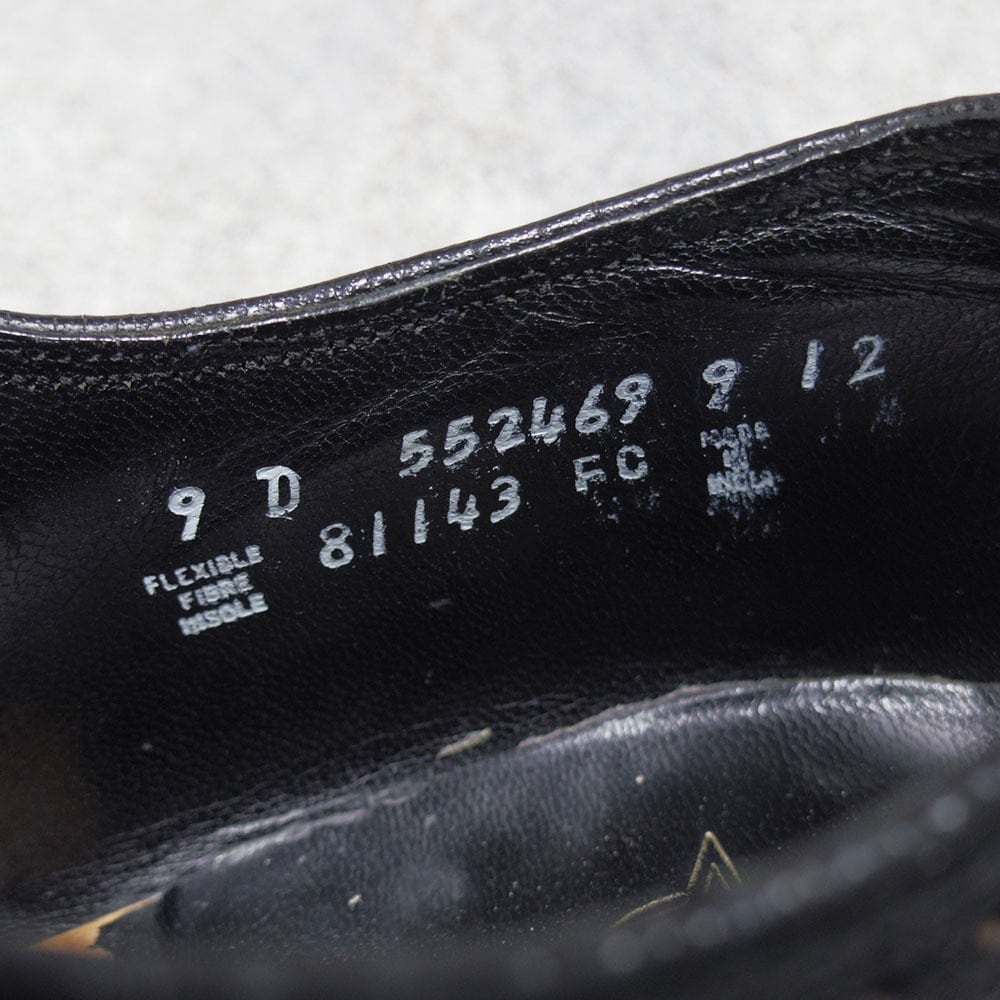 9 D 552469 9 12
81143 FC
FLEXIBLE
FIBRE
INSOLE